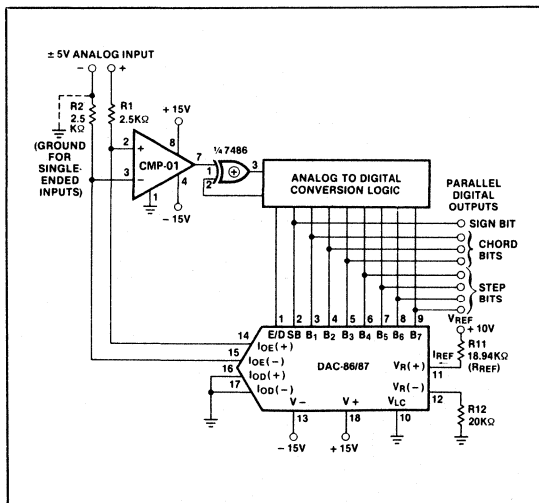 ± 5V ANALOG INPUT
− +
R2
2.5
KΩ
R1
2.5KΩ
(GROUND
FOR
SINGLE-
ENDED
INPUTS)
+ 15V
8
2 +
CMP-01
7
3 −
1
4
− 15V
¼ 7486
1
2
3
ANALOG TO DIGITAL
CONVERSION LOGIC
PARALLEL
DIGITAL
OUTPUTS
SIGN BIT
CHORD
BITS
STEP
BITS
1 2 3 4 5 6 7 8 9
E/D SB B1 B2 B3 B4 B5 B6 B7
VREF
+ 10V
R11
18.94KΩ
(RREF)
IREF
14 IOE(+)
15 IOE(−)
16 IOD(+)
17 IOD(−)
DAC-86/87
VR(+) 11
VR(−) 12
V− V+ VLC
13 18 10
− 15V
+ 15V
R12
20KΩ